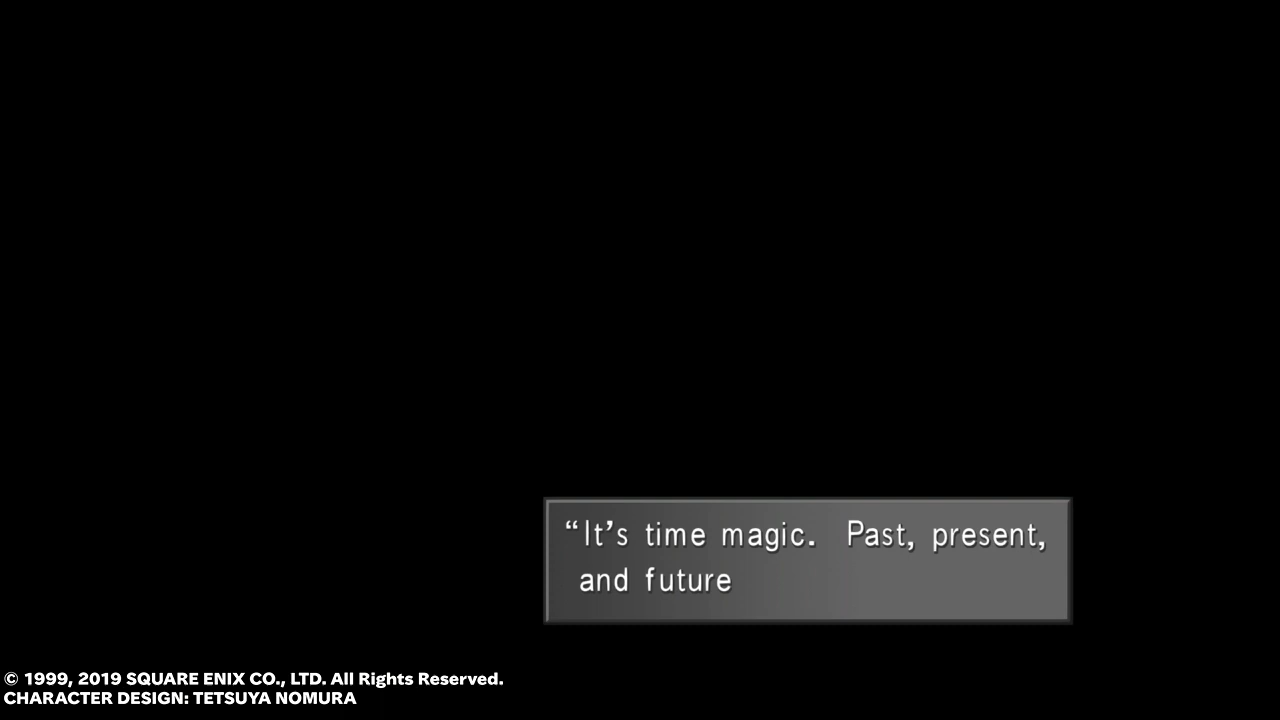 “It’s time magic.  Past, present,
and future
© 1999, 2019 SQUARE ENIX CO., LTD. All Rights Reserved.
CHARACTER DESIGN: TETSUYA NOMURA